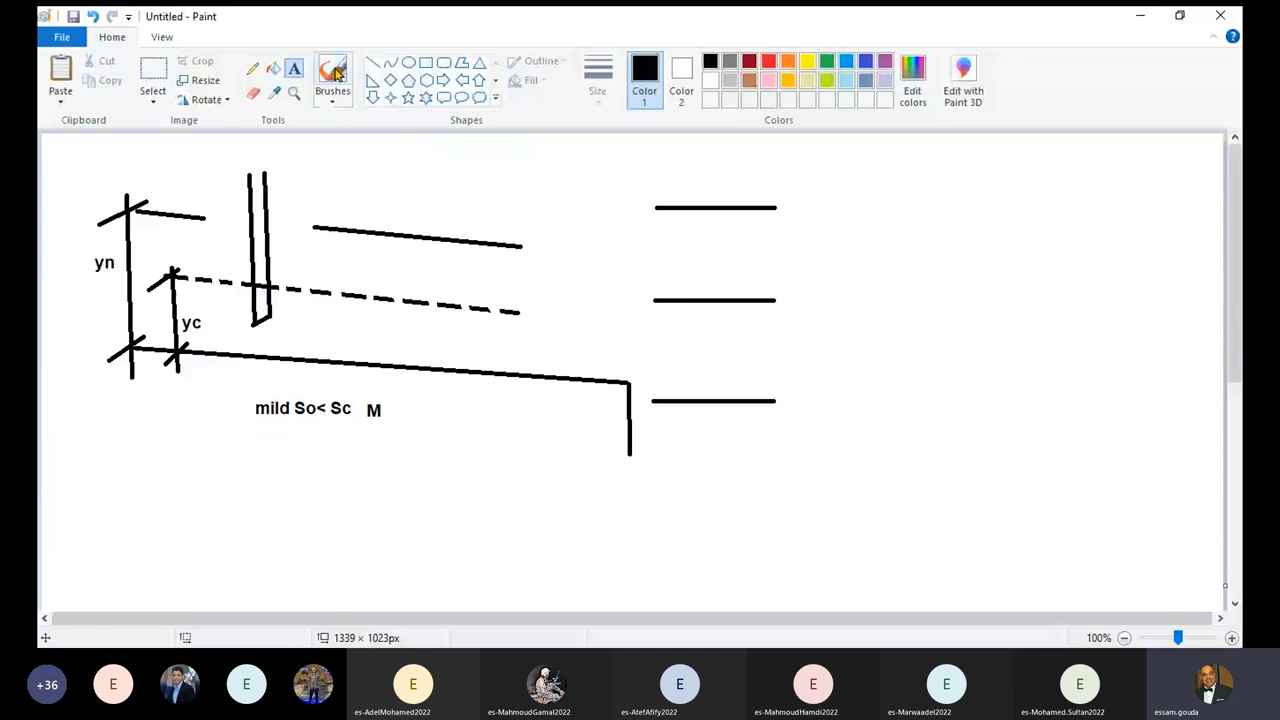 Untitled - Paint
File
Home
View
Paste
Cut
Copy
Clipboard
Select
Crop
Resize
Rotate
Image
A
Tools
Brushes
Outline
Fill
Shapes
Size
Color 1
Color 2
Edit colors
Edit with Paint 3D
Colors
yn
yc
mild So< Sc M
1339 × 1023px
100%
+36
E
E
E
es-AdelMohamed2022
es-MahmoudGamal2022
E
es-AtefAfify2022
E
es-MahmoudHamdi2022
E
es-Marwaadel2022
E
es-Mohamed.Sultan2022
essam.gouda